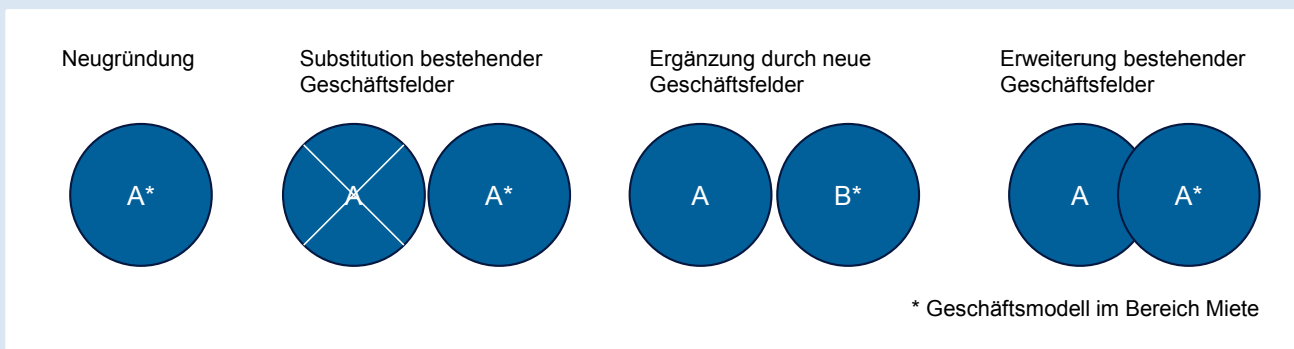 Neugründung
Substitution bestehender
Geschäftsfelder
Ergänzung durch neue
Geschäftsfelder
Erweiterung bestehender
Geschäftsfelder
A*
A
A*
A
B*
A
A*
* Geschäftsmodell im Bereich Miete